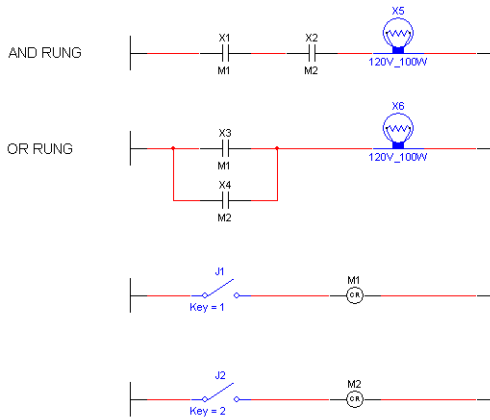 X5
X1 X2
AND RUNG
M1 M2 120V_100W
X6
X3
OR RUNG
M1 120V_100W
X4
M2
J1 M1
CR
Key = 1
J2 M2
CR
Key = 2